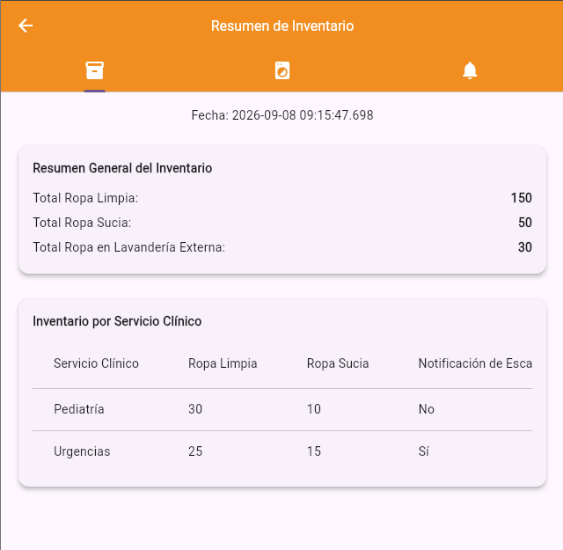 Resumen de Inventario
Fecha: 2026-09-08 09:15:47.698
Resumen General del Inventario
Total Ropa Limpia: 150
Total Ropa Sucia: 50
Total Ropa en Lavandería Externa: 30
Inventario por Servicio Clínico
Servicio Clínico Ropa Limpia Ropa Sucia Notificación de Esca
Pediatría 30 10 No
Urgencias 25 15 Sí